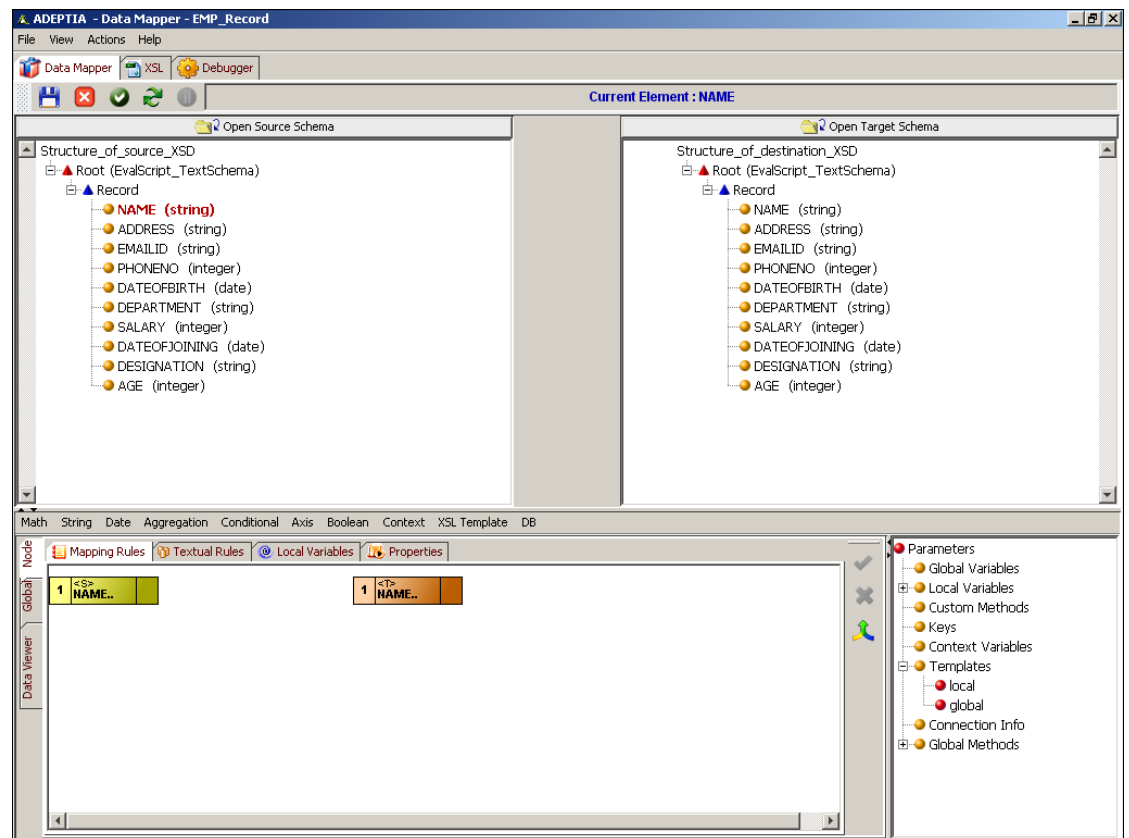 ADEPTIA - Data Mapper - EMP_Record
File View Actions Help
Data Mapper XSL Debugger
Current Element : NAME
Open Source Schema Open Target Schema
Structure_of_source_XSD Structure_of_destination_XSD
Root (EvalScript_TextSchema) Root (EvalScript_TextSchema)
Record Record
NAME (string) NAME (string)
ADDRESS (string) ADDRESS (string)
EMAILID (string) EMAILID (string)
PHONENO (integer) PHONENO (integer)
DATEOFBIRTH (date) DATEOFBIRTH (date)
DEPARTMENT (string) DEPARTMENT (string)
SALARY (integer) SALARY (integer)
DATEOFJOINING (date) DATEOFJOINING (date)
DESIGNATION (string) DESIGNATION (string)
AGE (integer) AGE (integer)
Math String Date Aggregation Conditional Axis Boolean Context XSL Template DB
Node
Global
Data Viewer
Mapping Rules Textual Rules @ Local Variables Properties
1 <S> NAME.. 1 <T> NAME..
Parameters
Global Variables
Local Variables
Custom Methods
Keys
Context Variables
Templates
local
global
Connection Info
Global Methods